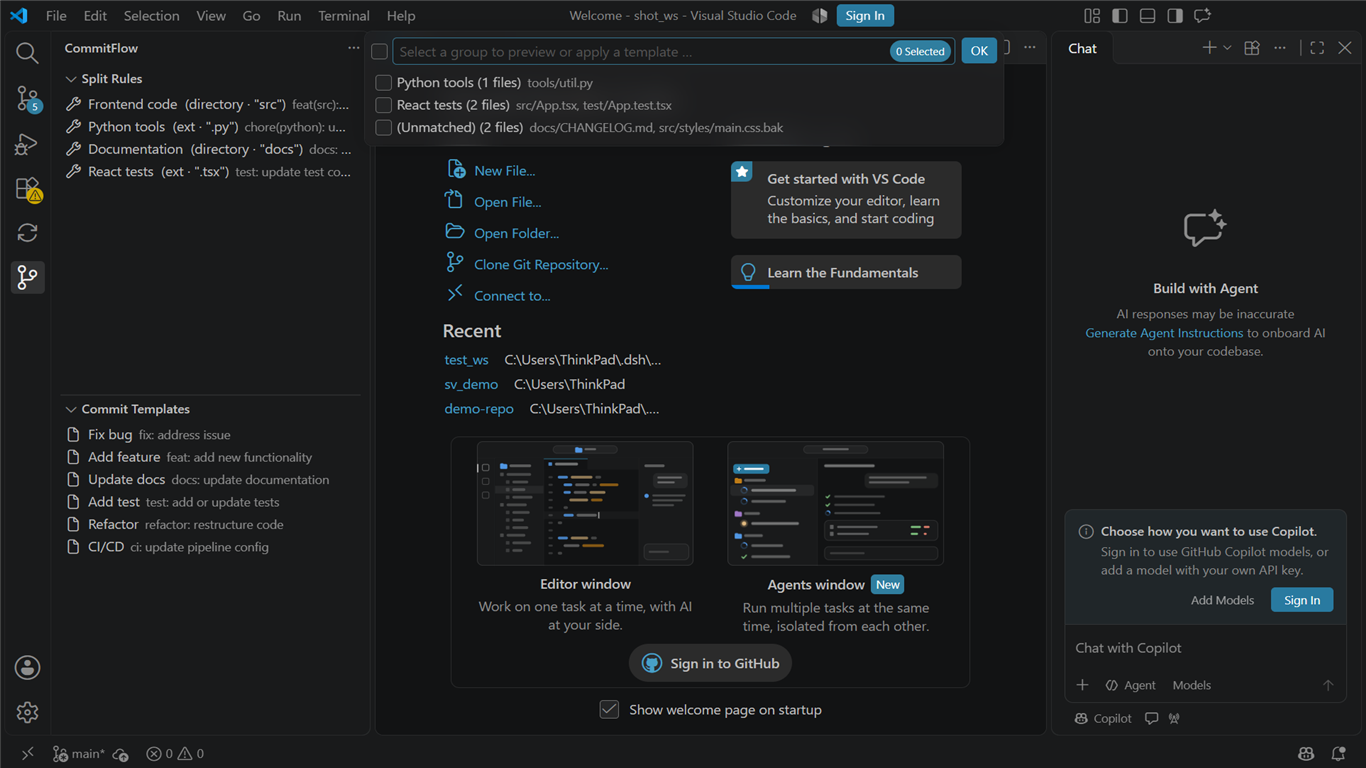 File Edit Selection View Go Run Terminal Help
Welcome - shot_ws - Visual Studio Code
Sign In
CommitFlow
Split Rules
Frontend code (directory · "src") feat(src):...
Python tools (ext · ".py") chore(python): u...
Documentation (directory · "docs") docs: ...
React tests (ext · ".tsx") test: update test co...
5
Commit Templates
Fix bug fix: address issue
Add feature feat: add new functionality
Update docs docs: update documentation
Add test test: add or update tests
Refactor refactor: restructure code
CI/CD ci: update pipeline config
Select a group to preview or apply a template ...
0 Selected
OK
Python tools (1 files) tools/util.py
React tests (2 files) src/App.tsx, test/App.test.tsx
(Unmatched) (2 files) docs/CHANGELOG.md, src/styles/main.css.bak
New File...
Open File...
Open Folder...
Clone Git Repository...
Connect to...
Recent
test_ws C:\Users\ThinkPad\.dsh\...
sv_demo C:\Users\ThinkPad
demo-repo C:\Users\ThinkPad\....
Get started with VS Code
Customize your editor, learn
the basics, and start coding
Learn the Fundamentals
Editor window
Work on one task at a time, with AI
at your side.
Agents window New
Run multiple tasks at the same
time, isolated from each other.
Sign in to GitHub
Show welcome page on startup
Chat
Build with Agent
AI responses may be inaccurate
Generate Agent Instructions to onboard AI
onto your codebase.
Choose how you want to use Copilot.
Sign in to use GitHub Copilot models, or
add a model with your own API key.
Add Models
Sign In
Chat with Copilot
Agent Models
Copilot
main* 0 0